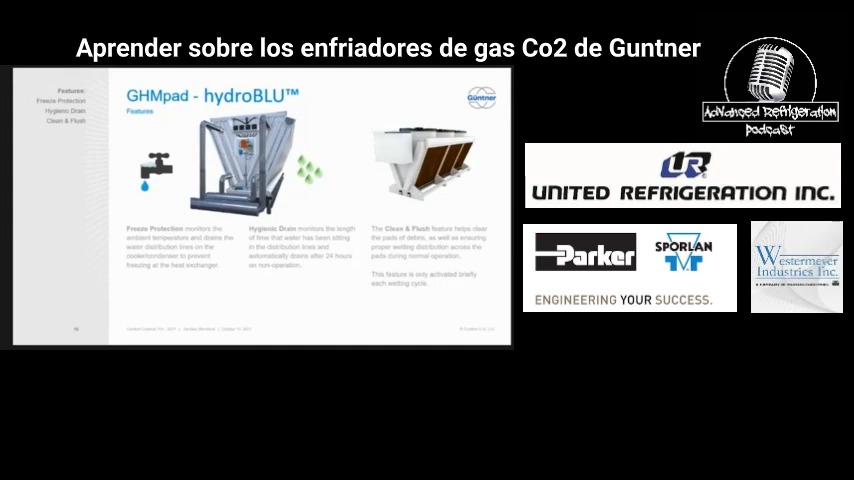 Aprender sobre los enfriadores de gas Co2 de Guntner
Advanced Refrigeration
podcast
Features:
Freeze Protection
Hygienic Drain
Clean & Flush
GHMpad - hydroBLU™
Features
Güntner
Freeze Protection monitors the
ambient temperature and drains the
water distribution lines on the
cooler/condenser to prevent
freezing at the heat exchanger.
Hygienic Drain monitors the length
of time that water has been sitting
in the distribution lines and
automatically drains after 24 hours
on non-operation.
The Clean & Flush feature helps clear
the pads of debris, as well as ensuring
proper wetting distribution across the
pads during normal operation.
This feature is only activated briefly
each wetting cycle.
UR
UNITED REFRIGERATION INC.
Parker
SPORLAN
ENGINEERING YOUR SUCCESS.
Westermeyer
Industries Inc.